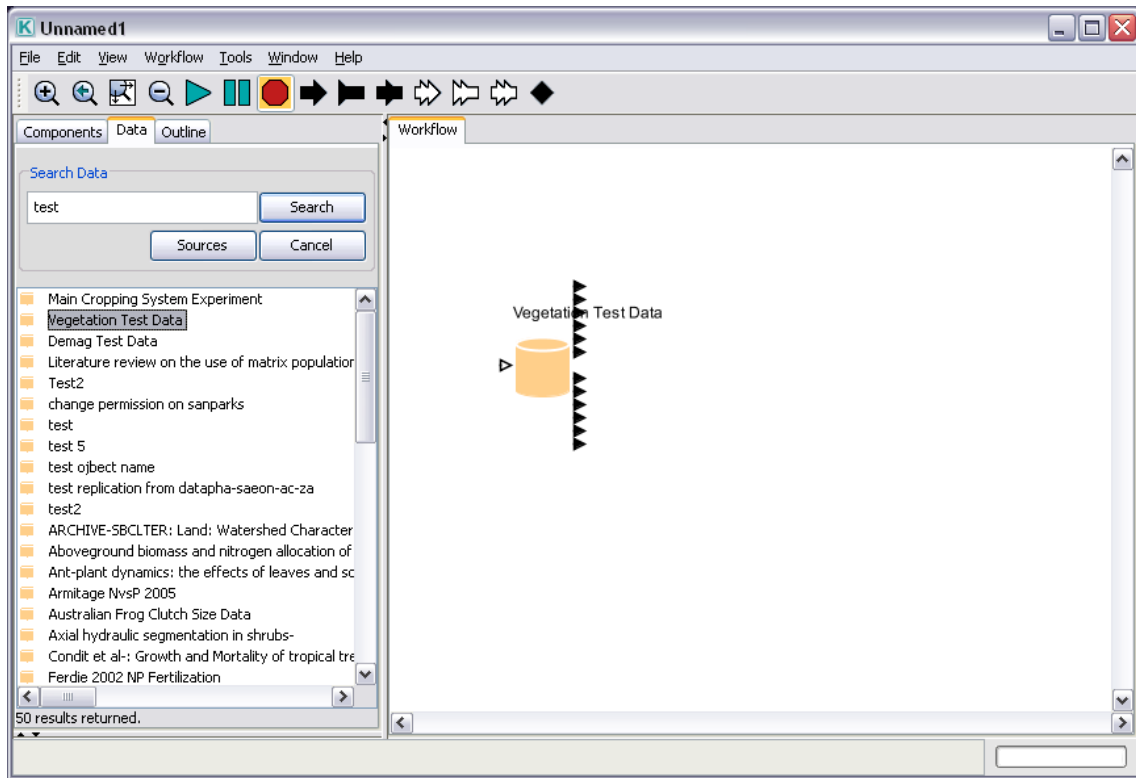 Unnamed1
File Edit View Workflow Tools Window Help
Components Data Outline
Workflow
Search Data
test
Search
Sources
Cancel
Main Cropping System Experiment
Vegetation Test Data
Demag Test Data
Literature review on the use of matrix population
Test2
change permission on sanparks
test
test 5
test ojbect name
test replication from datapha-saeon-ac-za
test2
ARCHIVE-SBCLTER: Land: Watershed Character
Aboveground biomass and nitrogen allocation of
Ant-plant dynamics: the effects of leaves and sc
Armitage NvsP 2005
Australian Frog Clutch Size Data
Axial hydraulic segmentation in shrubs-
Condit et al-: Growth and Mortality of tropical tre
Ferdie 2002 NP Fertilization
50 results returned.
Vegetation Test Data